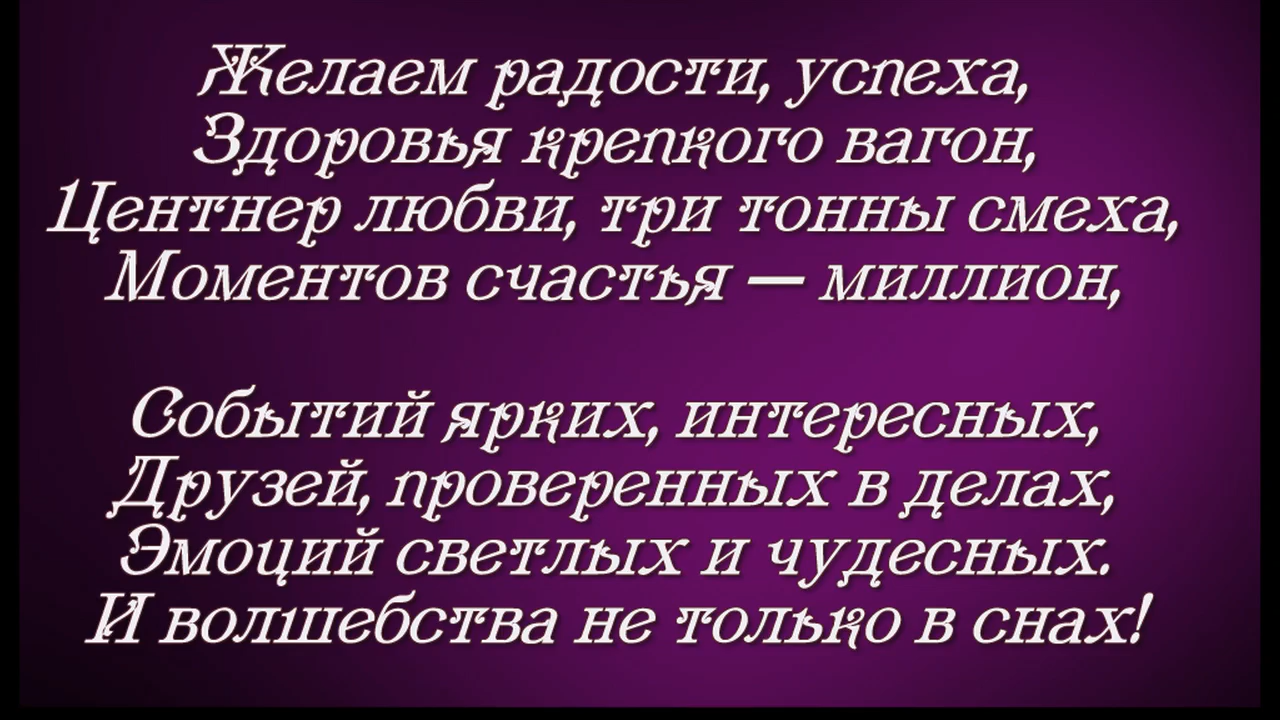 Желаем радости, успеха,
Здоровья крепкого вагон,
Центнер любви, три тонны смеха,
Моментов счастья — миллион,
Событий ярких, интересных,
Друзей, проверенных в делах,
Эмоций светлых и чудесных.
И волшебства не только в снах!